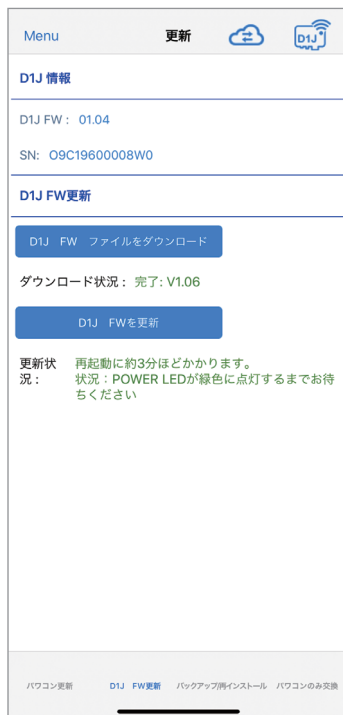 Menu 更新 D1J
D1J 情報
D1J FW : 01.04
SN: O9C19600008W0
D1J FW更新
D1J FW ファイルをダウンロード
ダウンロード状況 : 完了: V1.06
D1J FWを更新
更新状況 :
再起動に約3分ほどかかります。
状況:POWER LEDが緑色に点灯するまでお待
ちください
パワコン更新 D1J FW更新 バックアップ/再インストール パワコンのみ交換